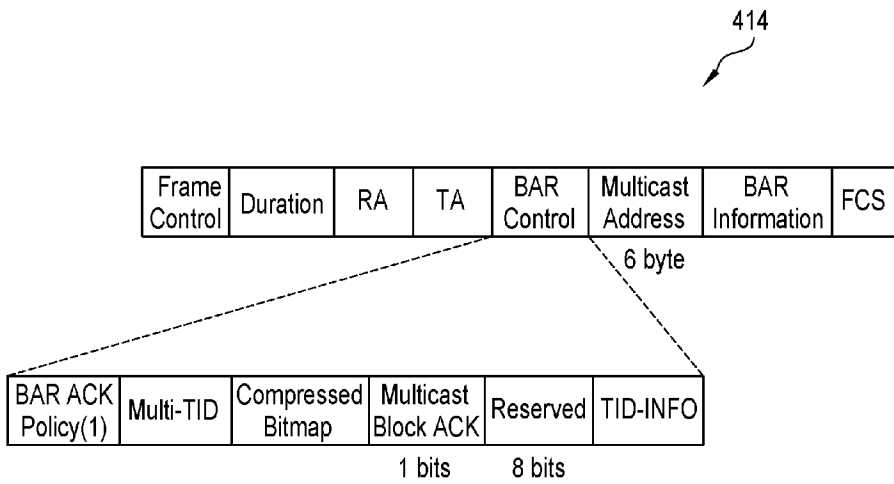 414
Frame Control
Duration
RA
TA
BAR Control
Multicast Address
BAR Information
FCS
6 byte
BAR ACK Policy(1)
Multi-TID
Compressed Bitmap
Multicast Block ACK
Reserved
TID-INFO
1 bits
8 bits